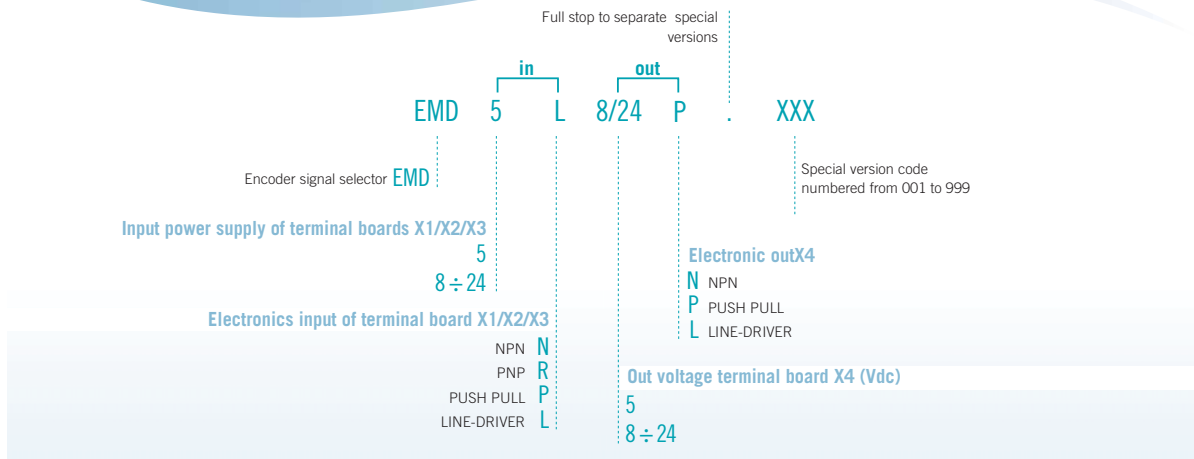 Full stop to separate special
versions
in out
EMD 5 L 8/24 P . XXX
Encoder signal selector EMD
Special version code
numbered from 001 to 999
Input power supply of terminal boards X1/X2/X3
5
8 ÷ 24
Electronics input of terminal board X1/X2/X3
NPN N
PNP R
PUSH PULL P
LINE-DRIVER L
Electronic outX4
N NPN
P PUSH PULL
L LINE-DRIVER
Out voltage terminal board X4 (Vdc)
5
8 ÷ 24